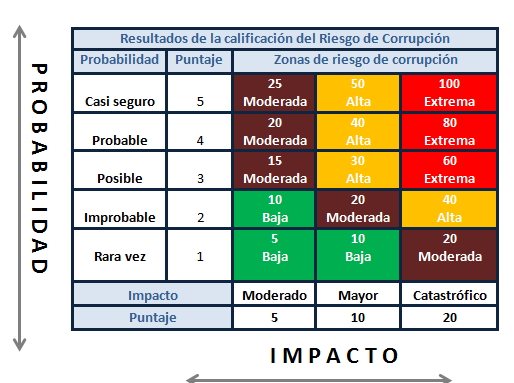 Resultados de la calificación del Riesgo de Corrupción
Probabilidad Puntaje Zonas de riesgo de corrupción
Casi seguro 5 25 Moderada 50 Alta 100 Extrema
Probable 4 20 Moderada 40 Alta 80 Extrema
Posible 3 15 Moderada 30 Alta 60 Extrema
Improbable 2 10 Baja 20 Moderada 40 Alta
Rara vez 1 5 Baja 10 Baja 20 Moderada
Impacto Moderado Mayor Catastrófico
Puntaje 5 10 20
PROBABILIDAD
IMPACTO